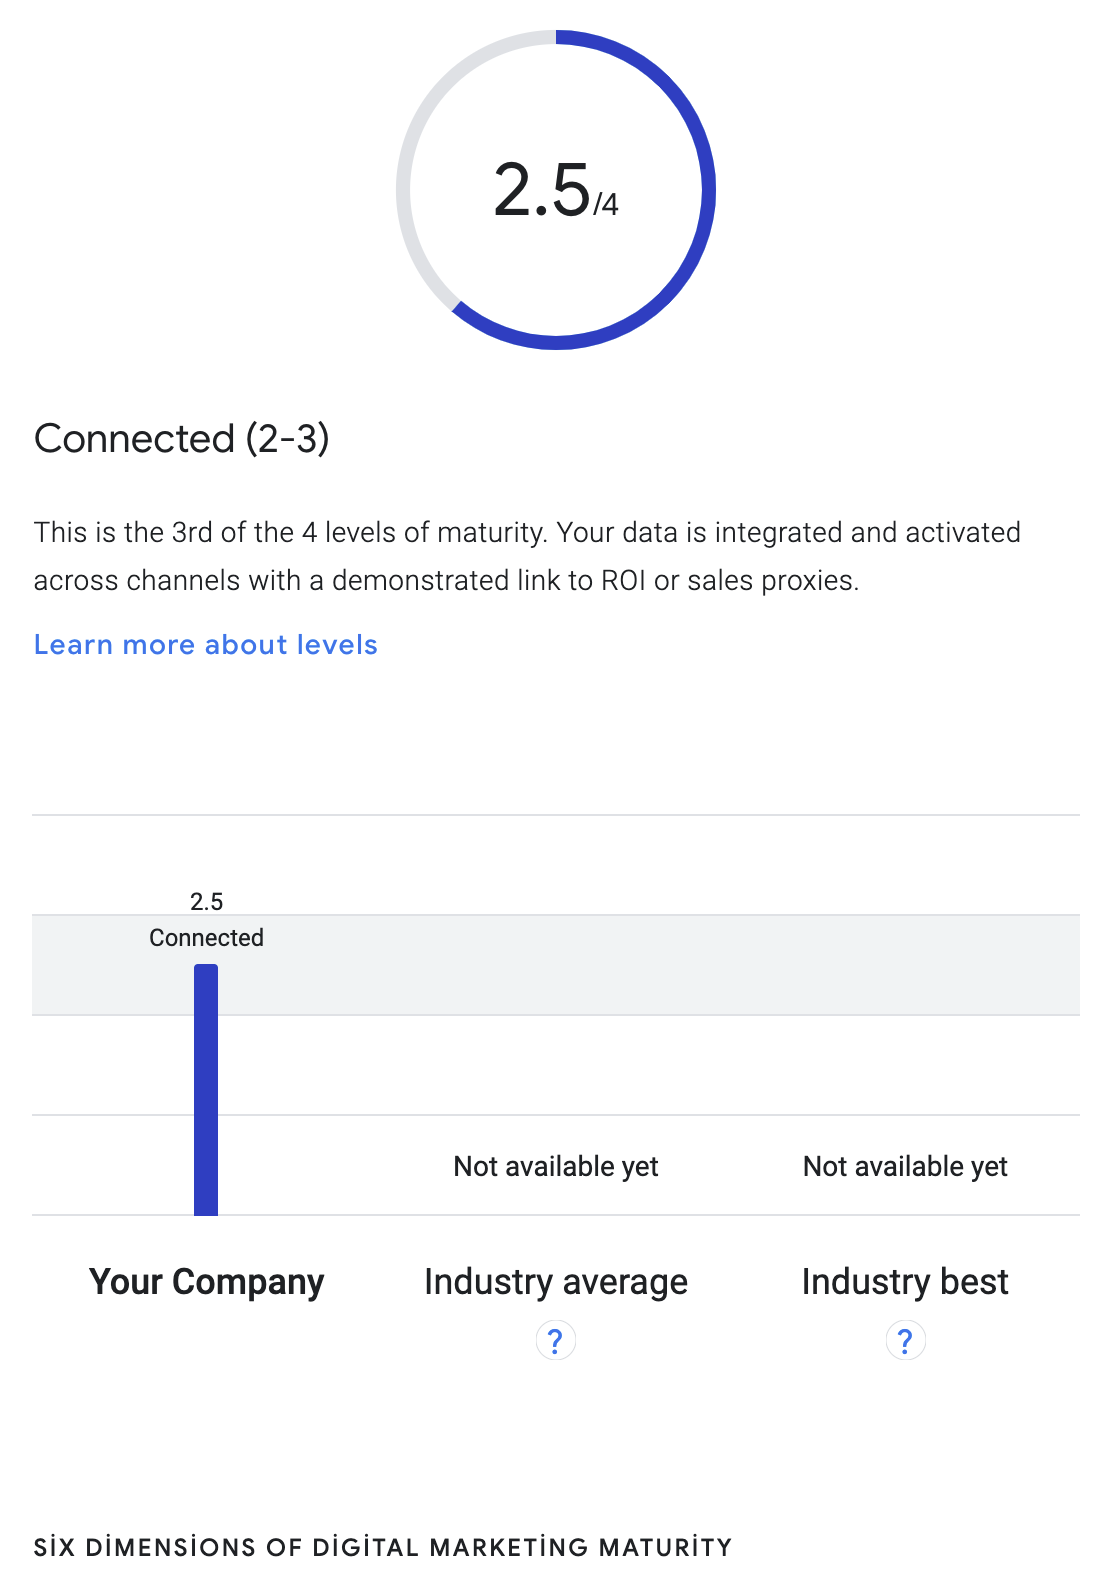 2.5/4
Connected (2-3)
This is the 3rd of the 4 levels of maturity. Your data is integrated and activated
across channels with a demonstrated link to ROI or sales proxies.
Learn more about levels
2.5
Connected
Not available yet
Not available yet
Your Company
Industry average
Industry best
?
?
SİX DİMENSİONS OF DİGİTAL MARKETİNG MATURİTY